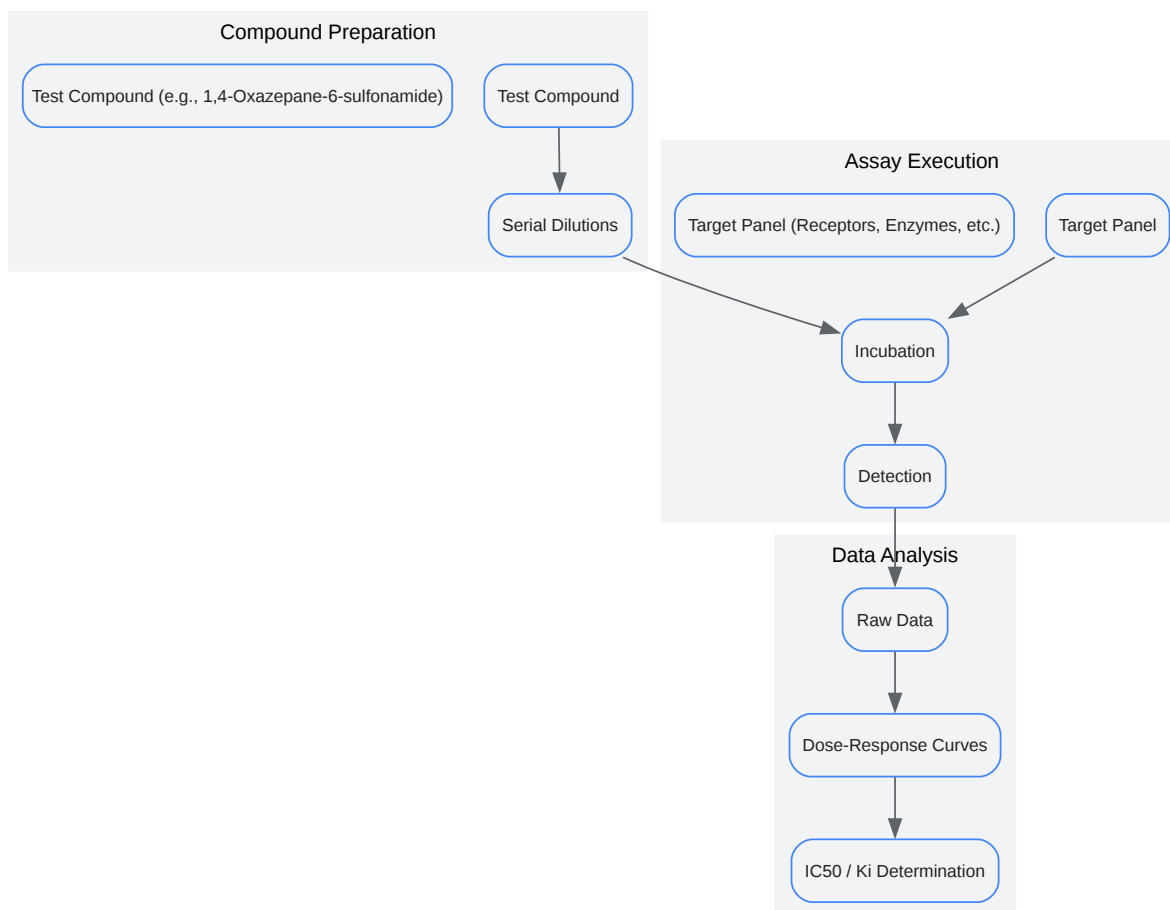 Compound Preparation
Test Compound (e.g., 1,4-Oxazepane-6-sulfonamide)
Test Compound
Serial Dilutions
Assay Execution
Target Panel (Receptors, Enzymes, etc.)
Target Panel
Incubation
Detection
Data Analysis
Raw Data
Dose-Response Curves
IC50 / Ki Determination